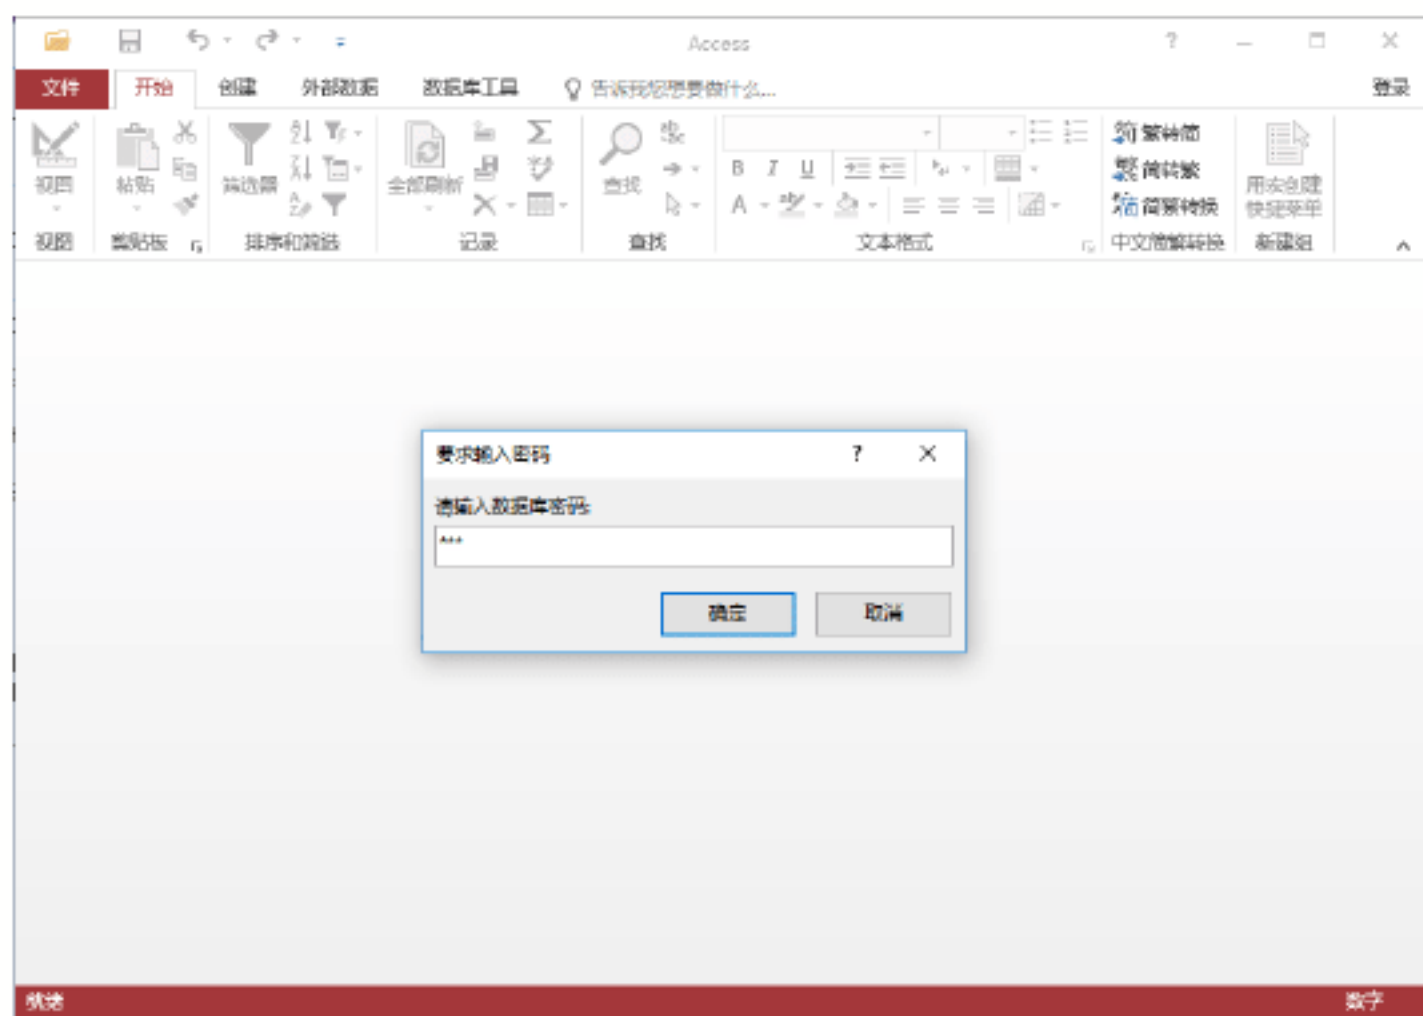 Access
文件 开始 创建 外部数据 数据库工具 告诉我您想要做什么... 登录
视图 粘贴 筛选器 全部刷新 查找 B I U 繁转简
简转繁
A 简繁转换 用宏创建
快捷菜单
视图 剪贴板 排序和筛选 记录 查找 文本格式 中文简繁转换 新建组
要求输入密码 ?
请输入数据库密码:
***
确定 取消
就绪 数字